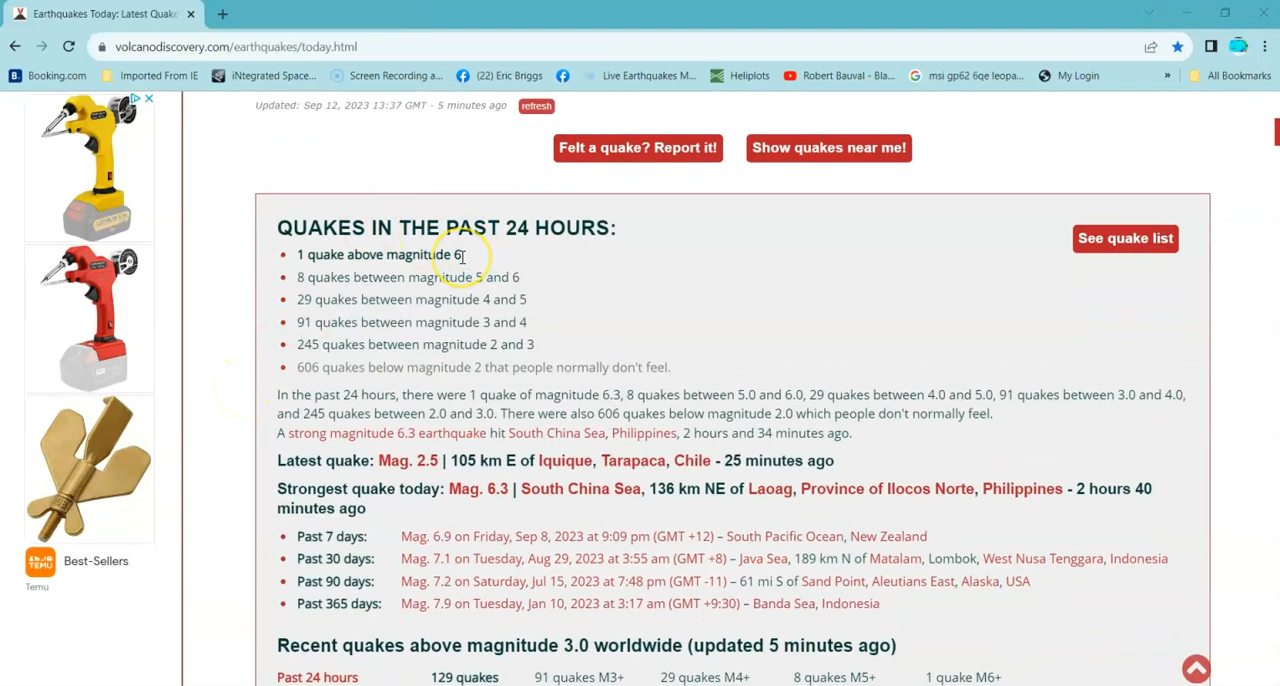 Earthquakes Today: Latest Quake
volcanodiscovery.com/earthquakes/today.html
Booking.com Imported From IE iNtegrated Space... Screen Recording a... (22) Eric Briggs Live Earthquakes M... Heliplots Robert Bauval - Bla... msi gp62 6qe leopa... My Login » All Bookmarks
Updated: Sep 12, 2023 13:37 GMT - 5 minutes ago refresh
Felt a quake? Report it! Show quakes near me!
QUAKES IN THE PAST 24 HOURS:
See quake list
• 1 quake above magnitude 6
• 8 quakes between magnitude 5 and 6
• 29 quakes between magnitude 4 and 5
• 91 quakes between magnitude 3 and 4
• 245 quakes between magnitude 2 and 3
• 606 quakes below magnitude 2 that people normally don't feel.
In the past 24 hours, there were 1 quake of magnitude 6.3, 8 quakes between 5.0 and 6.0, 29 quakes between 4.0 and 5.0, 91 quakes between 3.0 and 4.0,
and 245 quakes between 2.0 and 3.0. There were also 606 quakes below magnitude 2.0 which people don't normally feel.
A strong magnitude 6.3 earthquake hit South China Sea, Philippines, 2 hours and 34 minutes ago.
Latest quake: Mag. 2.5 | 105 km E of Iquique, Tarapaca, Chile - 25 minutes ago
Strongest quake today: Mag. 6.3 | South China Sea, 136 km NE of Laoag, Province of Ilocos Norte, Philippines - 2 hours 40
minutes ago
• Past 7 days: Mag. 6.9 on Friday, Sep 8, 2023 at 9:09 pm (GMT +12) – South Pacific Ocean, New Zealand
• Past 30 days: Mag. 7.1 on Tuesday, Aug 29, 2023 at 3:55 am (GMT +8) – Java Sea, 189 km N of Matalam, Lombok, West Nusa Tenggara, Indonesia
• Past 90 days: Mag. 7.2 on Saturday, Jul 15, 2023 at 7:48 pm (GMT -11) – 61 mi S of Sand Point, Aleutians East, Alaska, USA
• Past 365 days: Mag. 7.9 on Tuesday, Jan 10, 2023 at 3:17 am (GMT +9:30) – Banda Sea, Indonesia
Recent quakes above magnitude 3.0 worldwide (updated 5 minutes ago)
Past 24 hours 129 quakes 91 quakes M3+ 29 quakes M4+ 8 quakes M5+ 1 quake M6+
TEMU
Best-Sellers
Temu